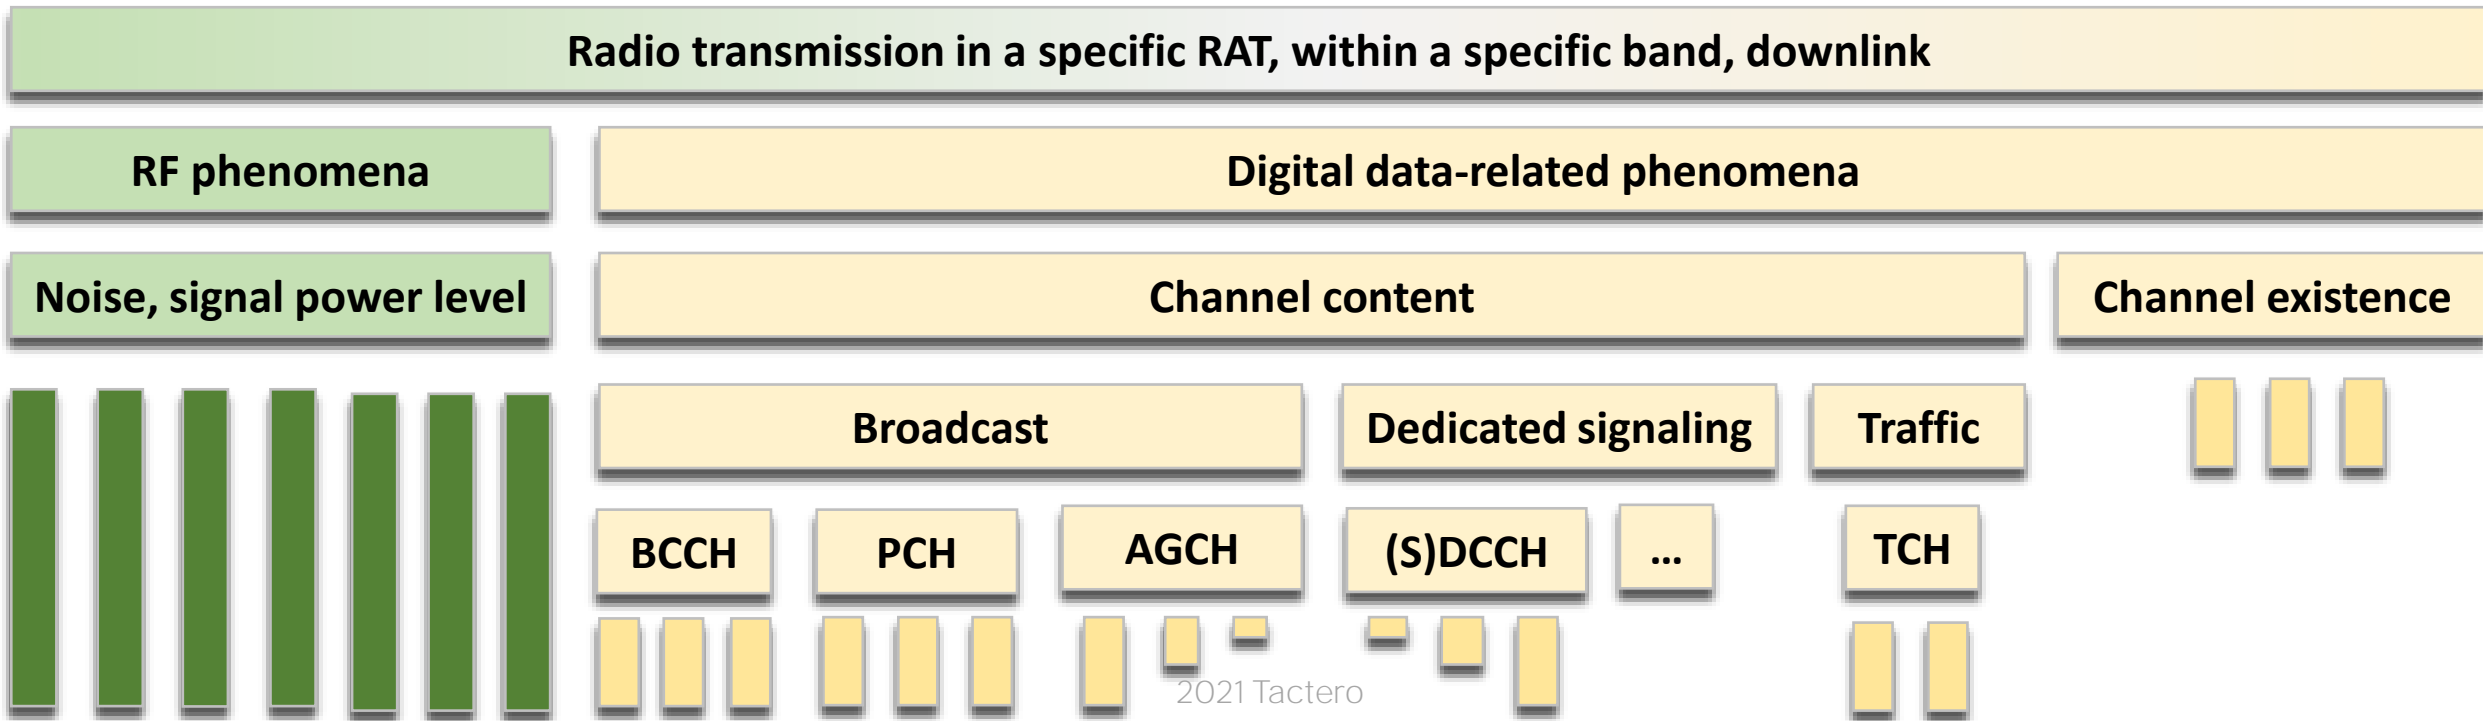 Radio transmission in a specific RAT, within a specific band, downlink
RF phenomena
Digital data-related phenomena
Noise, signal power level
Channel content
Channel existence
Broadcast
Dedicated signaling
Traffic
BCCH
PCH
AGCH
(S)DCCH
...
TCH
2021 Tactero